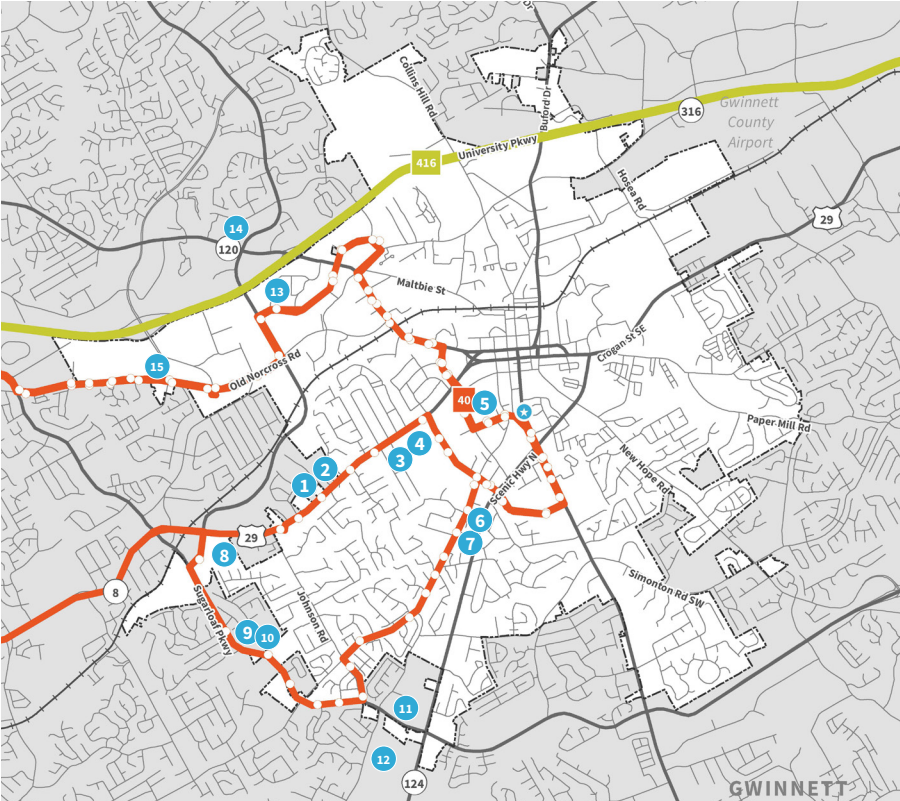 Dr
Collins Hill Rd
Buford Dr
316
Gwinnett
County
Airport
University Pkwy
416
Hosea Rd
29
14
120
13
Maltbie St
Crogan St SE
15
Old Norcross Rd
40
5
Paper Mill Rd
4
3
2
1
New Hope Rd
Scenic Hwy N
6
7
29
8
8
Simonton Rd SW
Sugarloaf Pkwy
Johnson Rd
9
10
11
12
124
GWINNETT